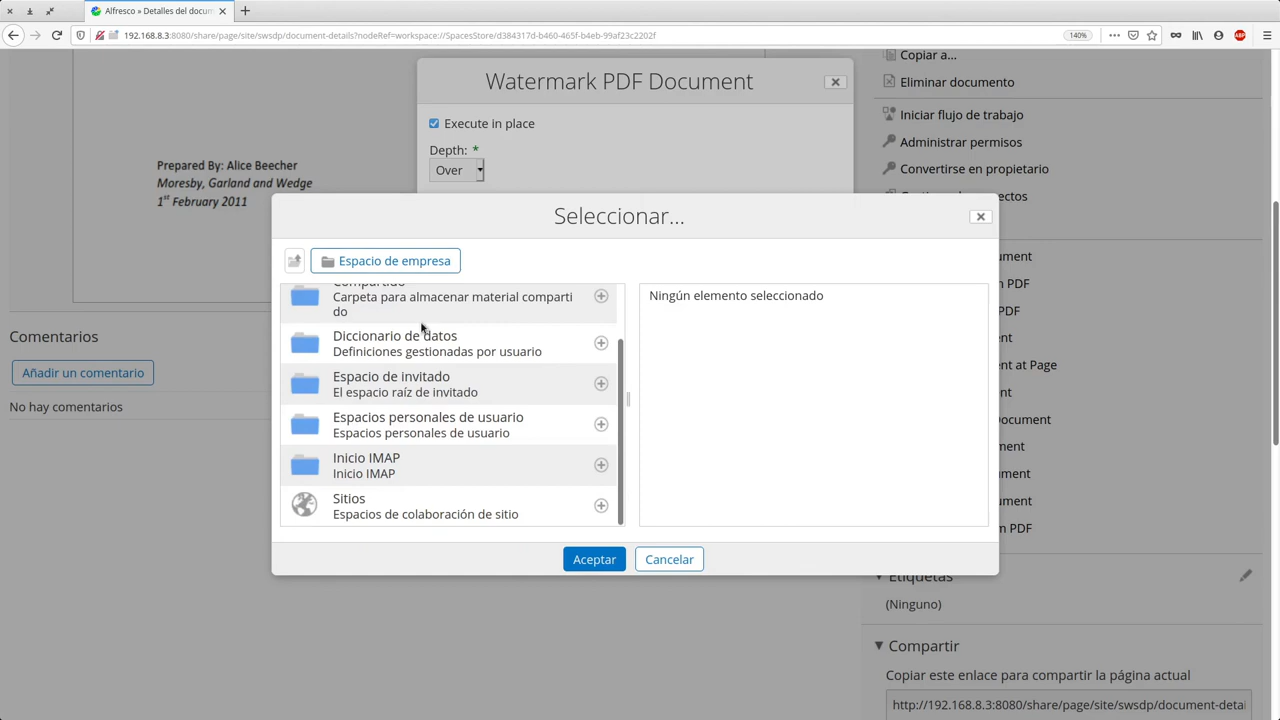 Alfresco » Detalles del docum
192.168.8.3:8080/share/page/site/swsdp/document-details?nodeRef=workspace://SpacesStore/d384317d-b460-465f-b4eb-99af23c2202f
140%
ABP
Copiar a...
Eliminar documento
Iniciar flujo de trabajo
Administrar permisos
Convertirse en propietario
ectos
ument
n PDF
PDF
nt
ent at Page
nt
Document
ment
ment
ument
m PDF
Etiquetas
(Ninguno)
Compartir
Copiar este enlace para compartir la página actual
http://192.168.8.3:8080/share/page/site/swsdp/document-detai
Prepared By: Alice Beecher
Moresby, Garland and Wedge
1st February 2011
Comentarios
Añadir un comentario
No hay comentarios
Watermark PDF Document
Execute in place
Depth: *
Over
Seleccionar...
Espacio de empresa
Compartido
Carpeta para almacenar material comparti
do
Diccionario de datos
Definiciones gestionadas por usuario
Espacio de invitado
El espacio raíz de invitado
Espacios personales de usuario
Espacios personales de usuario
Inicio IMAP
Inicio IMAP
Sitios
Espacios de colaboración de sitio
Ningún elemento seleccionado
Aceptar
Cancelar